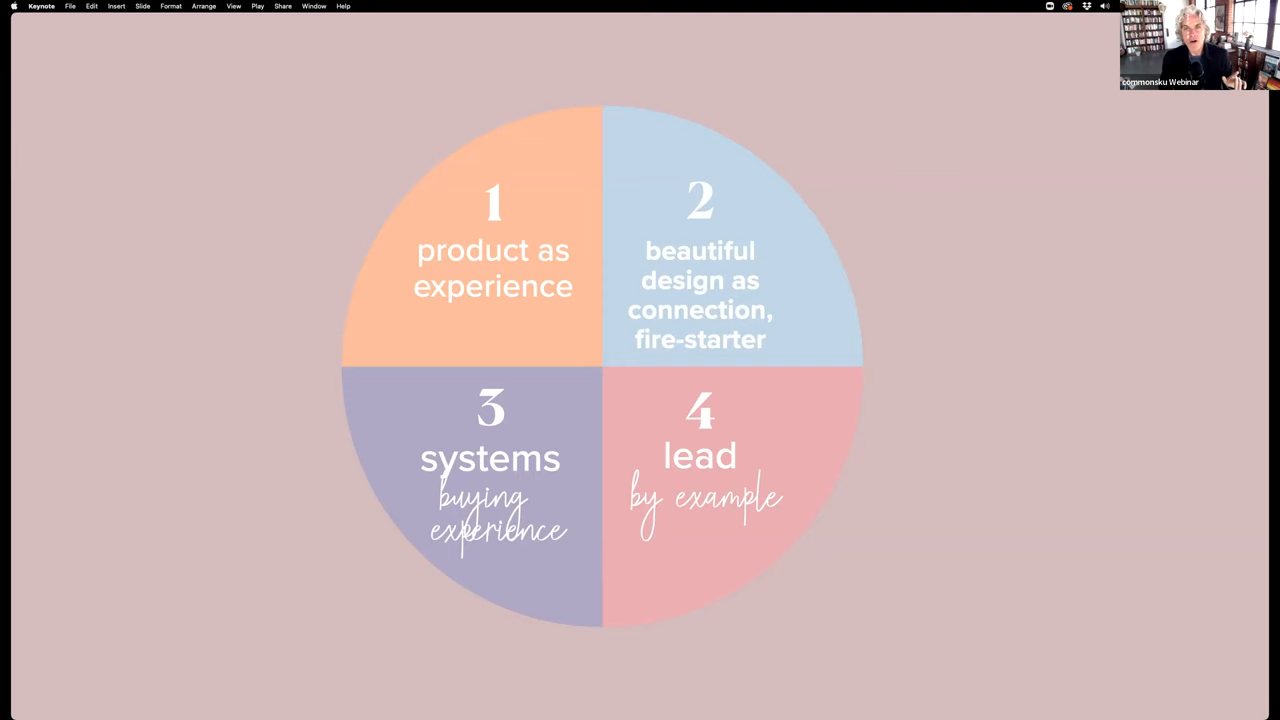 Keynote File Edit Insert Slide Format Arrange View Play Share Window Help
commonsku Webinar
1
product as
experience
2
beautiful
design as
connection,
fire-starter
3
systems
buying
experience
4
lead
by example